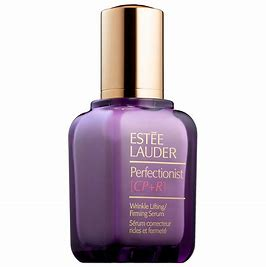 ESTĒE
LAUDER
Perfectionist
[CP+R]
Wrinkle Lifting/
Firming Serum
Sérum correcteur
rides et fermeté